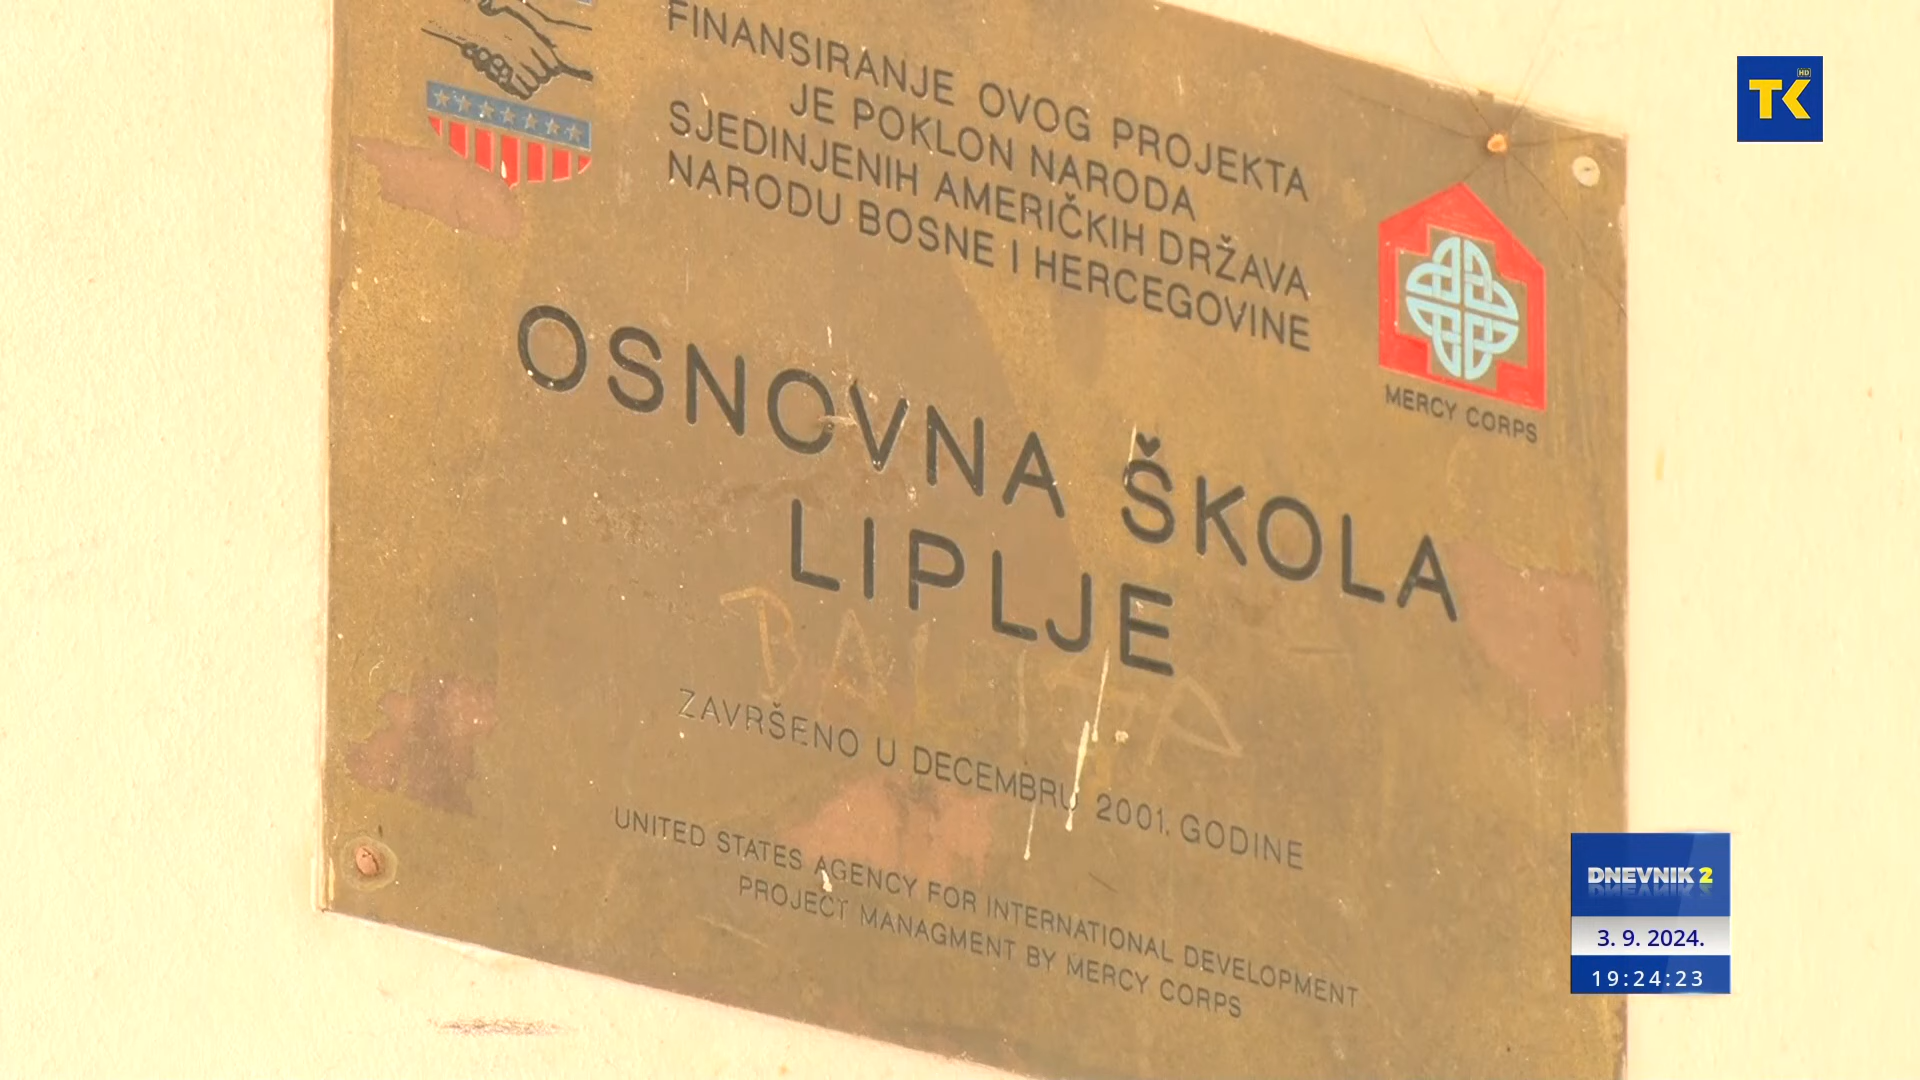 FINANSIRANJE OVOG PROJEKTA
JE POKLON NARODA
SJEDINJENIH AMERIČKIH DRŽAVA
NARODU BOSNE I HERCEGOVINE
MERCY CORPS
OSNOVNA ŠKOLA
LIPLJE
ZAVRŠENO U DECEMBRU 2001. GODINE
UNITED STATES AGENCY FOR INTERNATIONAL DEVELOPMENT
PROJECT MANAGMENT BY MERCY CORPS
TK HD
DNEVNIK 2
3. 9. 2024.
19:24:23